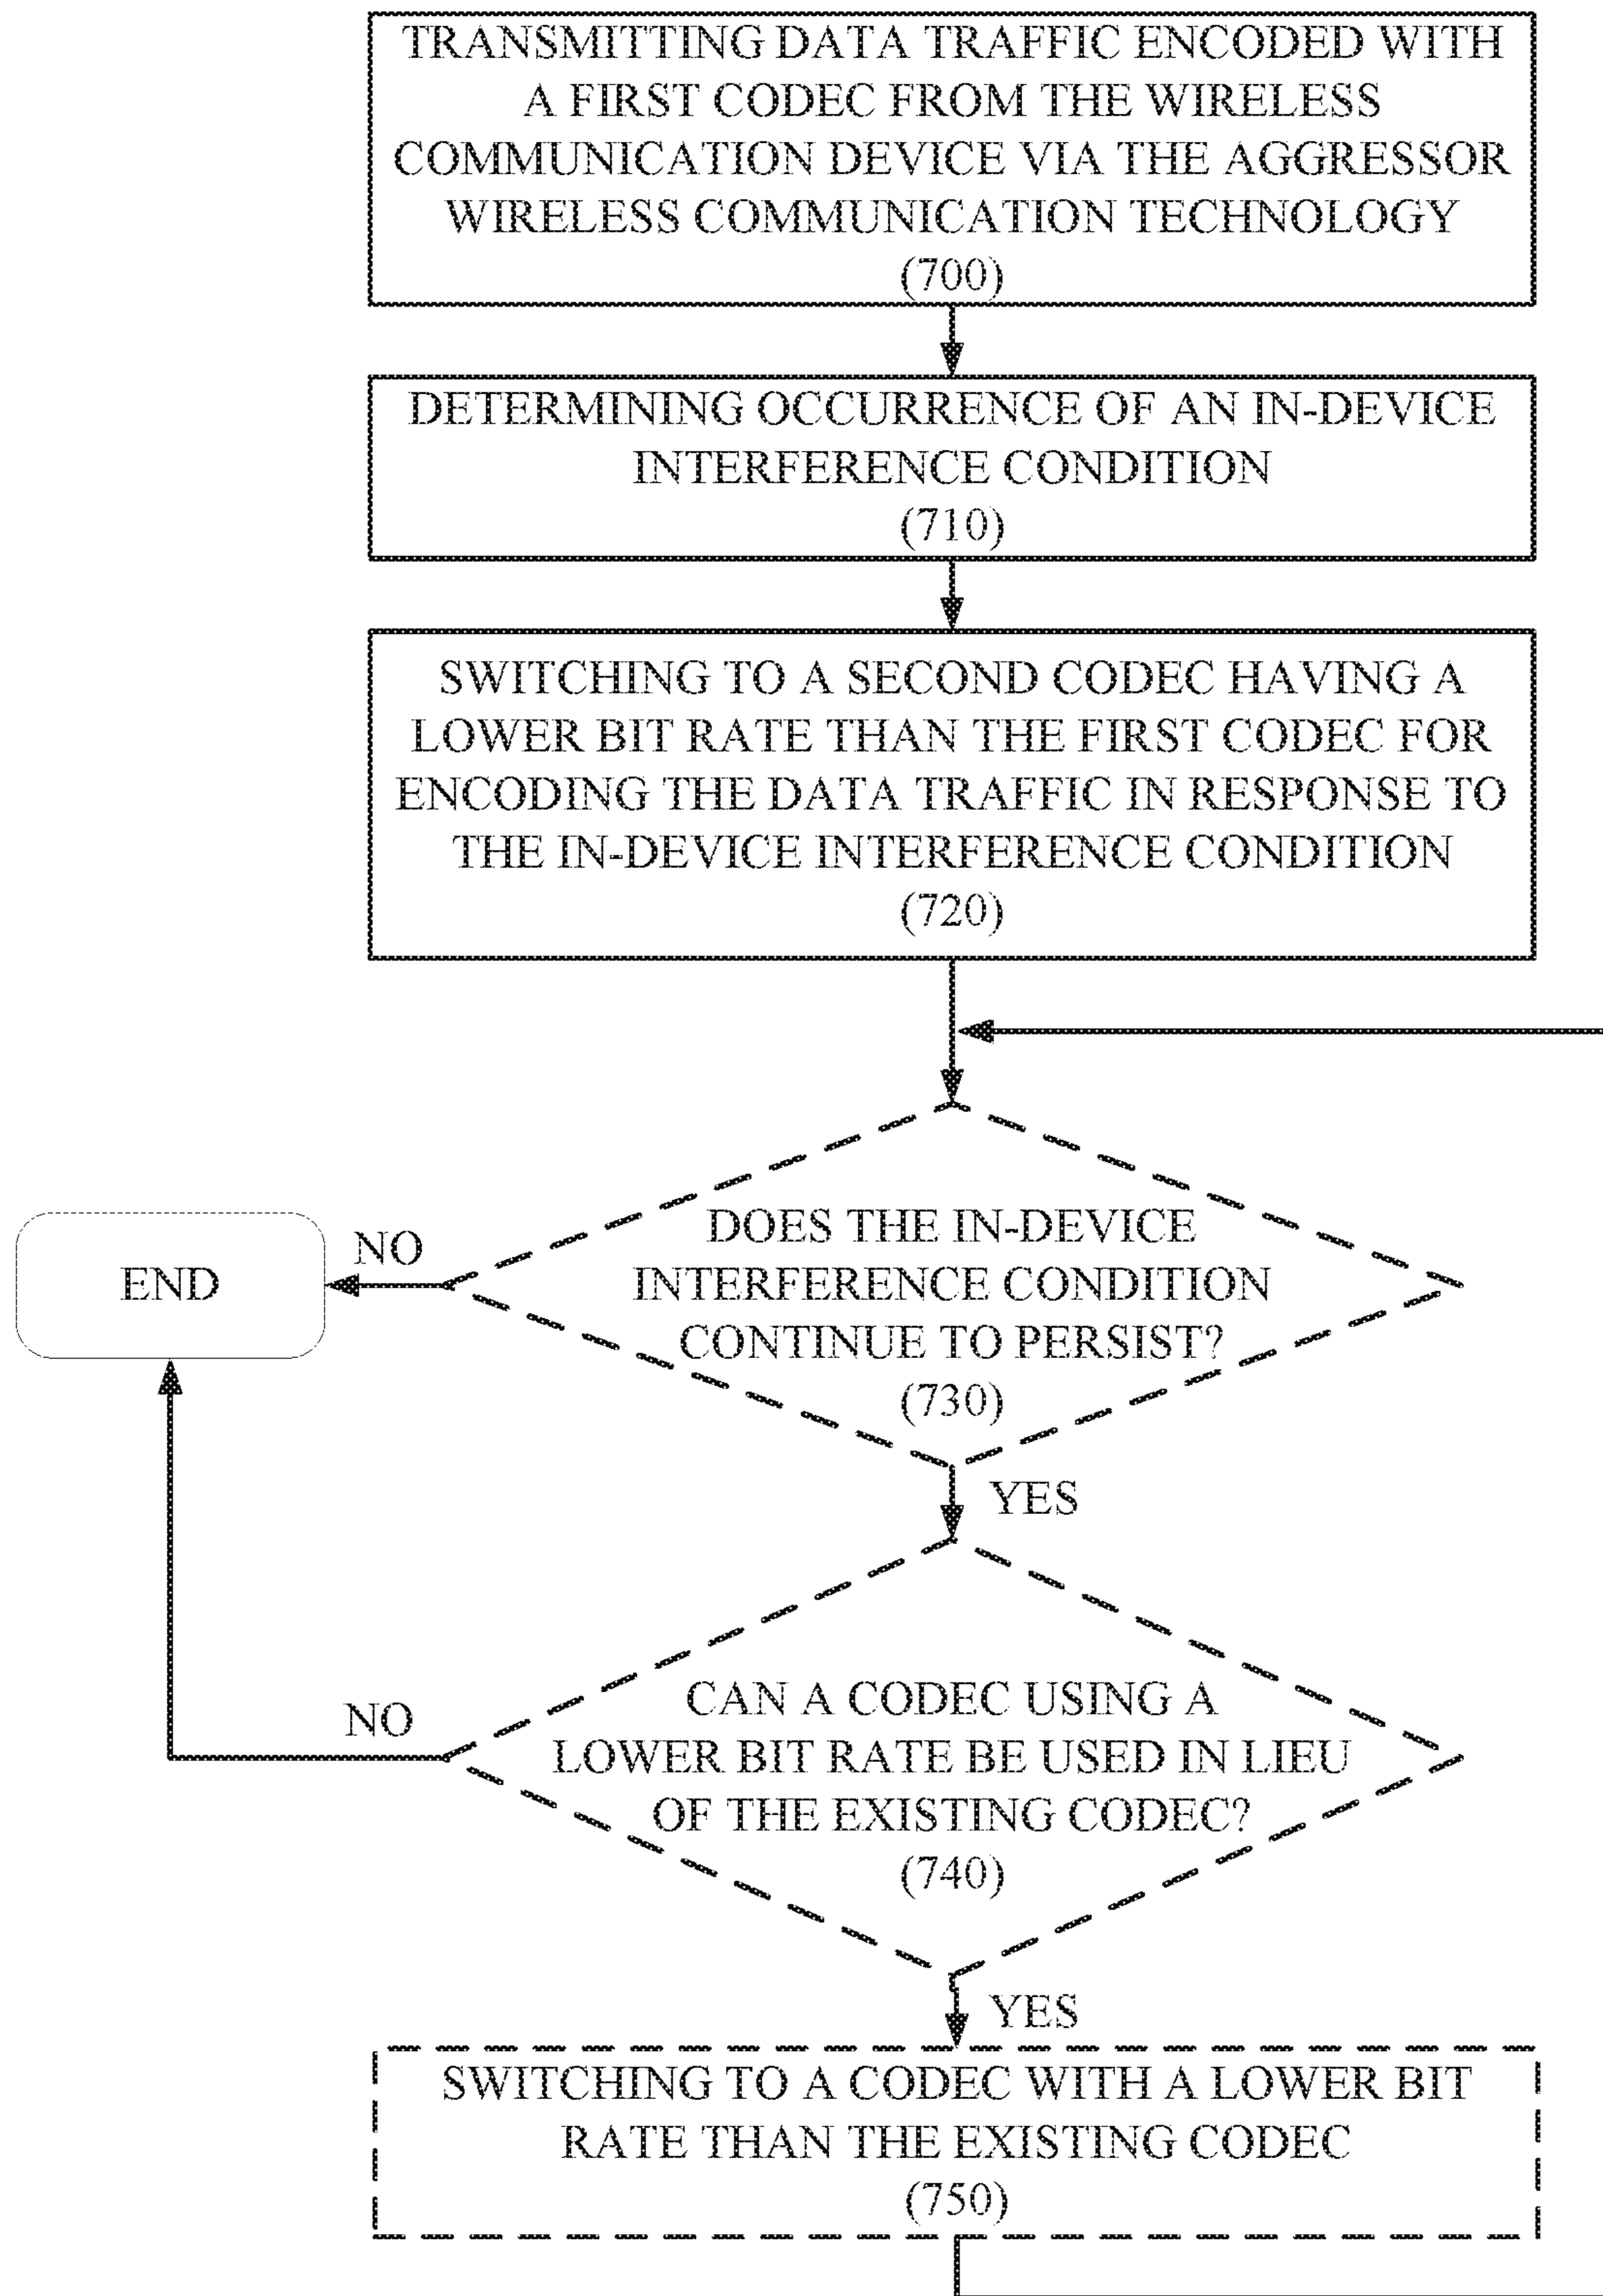 TRANSMITTING DATA TRAFFIC ENCODED WITH
A FIRST CODEC FROM THE WIRELESS
COMMUNICATION DEVICE VIA THE AGGRESSOR
WIRELESS COMMUNICATION TECHNOLOGY
(700)
DETERMINING OCCURRENCE OF AN IN-DEVICE
INTERFERENCE CONDITION
(710)
SWITCHING TO A SECOND CODEC HAVING A
LOWER BIT RATE THAN THE FIRST CODEC FOR
ENCODING THE DATA TRAFFIC IN RESPONSE TO
THE IN-DEVICE INTERFERENCE CONDITION
(720)
DOES THE IN-DEVICE
INTERFERENCE CONDITION
CONTINUE TO PERSIST?
(730)
NO
END
YES
CAN A CODEC USING A
LOWER BIT RATE BE USED IN LIEU
OF THE EXISTING CODEC?
(740)
NO
YES
SWITCHING TO A CODEC WITH A LOWER BIT
RATE THAN THE EXISTING CODEC
(750)